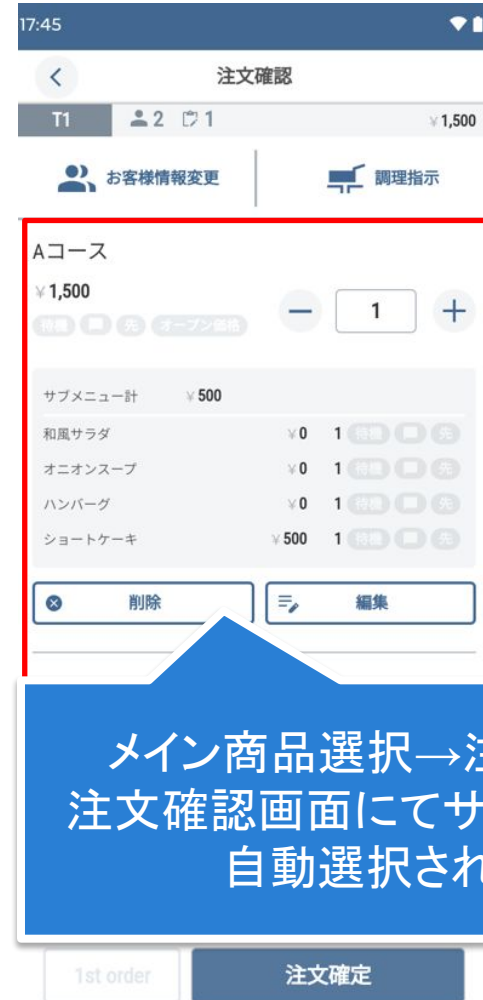 17:45
注文確認
T1 2 1 ¥1,500
お客様情報変更 調理指示
Aコース
¥1,500
待機 先 オープン価格
1
サブメニュー計 ¥500
和風サラダ ¥0 1 待機 先
オニオンスープ ¥0 1 待機 先
ハンバーグ ¥0 1 待機 先
ショートケーキ ¥500 1 待機 先
削除 編集
メイン商品選択→注
注文確認画面にてサ
自動選択され
1st order 注文確定